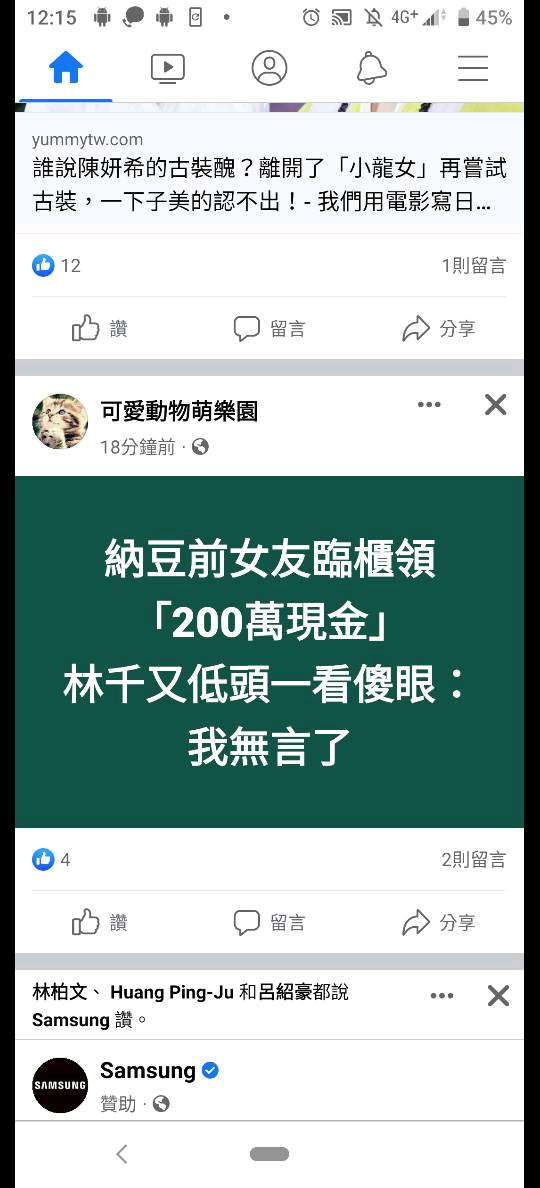 12:15
4G+ 45%
yummytw.com
誰說陳妍希的古裝醜？離開了「小龍女」再嘗試
古裝，一下子美的認不出！- 我們用電影寫日...
12 1則留言
讚 留言 分享
可愛動物萌樂園
18分鐘前 ·
納豆前女友臨櫃領
「200萬現金」
林千又低頭一看傻眼：
我無言了
4 2則留言
讚 留言 分享
林柏文、 Huang Ping-Ju 和呂紹豪都說
Samsung 讚。
SAMSUNG
Samsung
贊助 ·